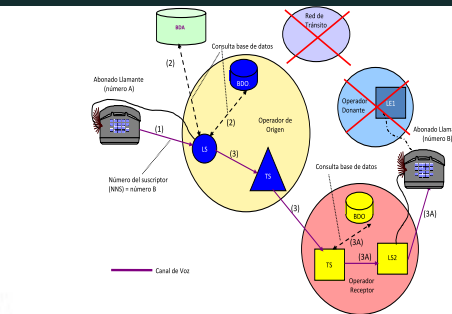 BDA
Red de
Tránsito
Consulta base de datos
(2)
Abonado Llamante
(número A)
BDO
Operador
Donante
LE1
(2)
(1)
LS
Operador de
Origen
Abonado Llam
(número B)
(3)
TS
Consulta base de datos
Número del suscriptor
(NNS) = número B
(3)
BDO
(3A)
(3A)
TS
(3A)
LS2
Operador
Receptor
Canal de Voz